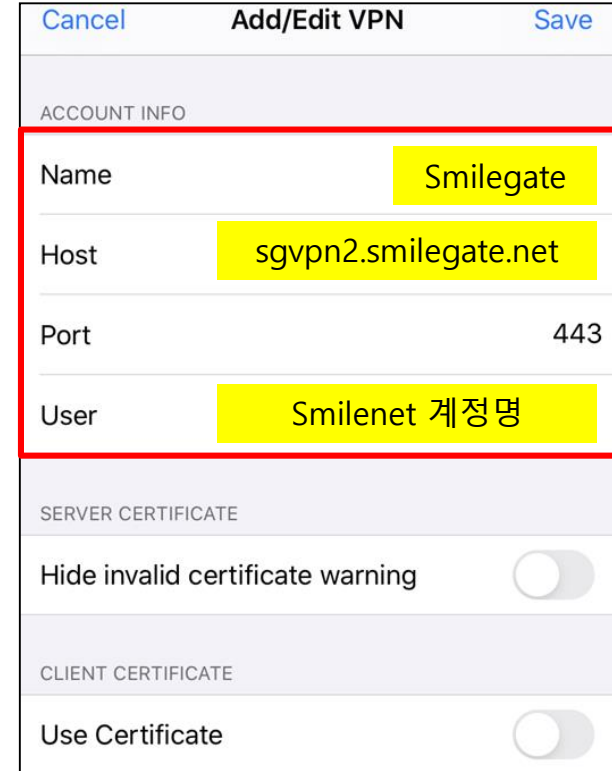 Cancel Add/Edit VPN Save
ACCOUNT INFO
Name Smilegate
Host sgvpn2.smilegate.net
Port 443
User Smilenet 계정명
SERVER CERTIFICATE
Hide invalid certificate warning
CLIENT CERTIFICATE
Use Certificate